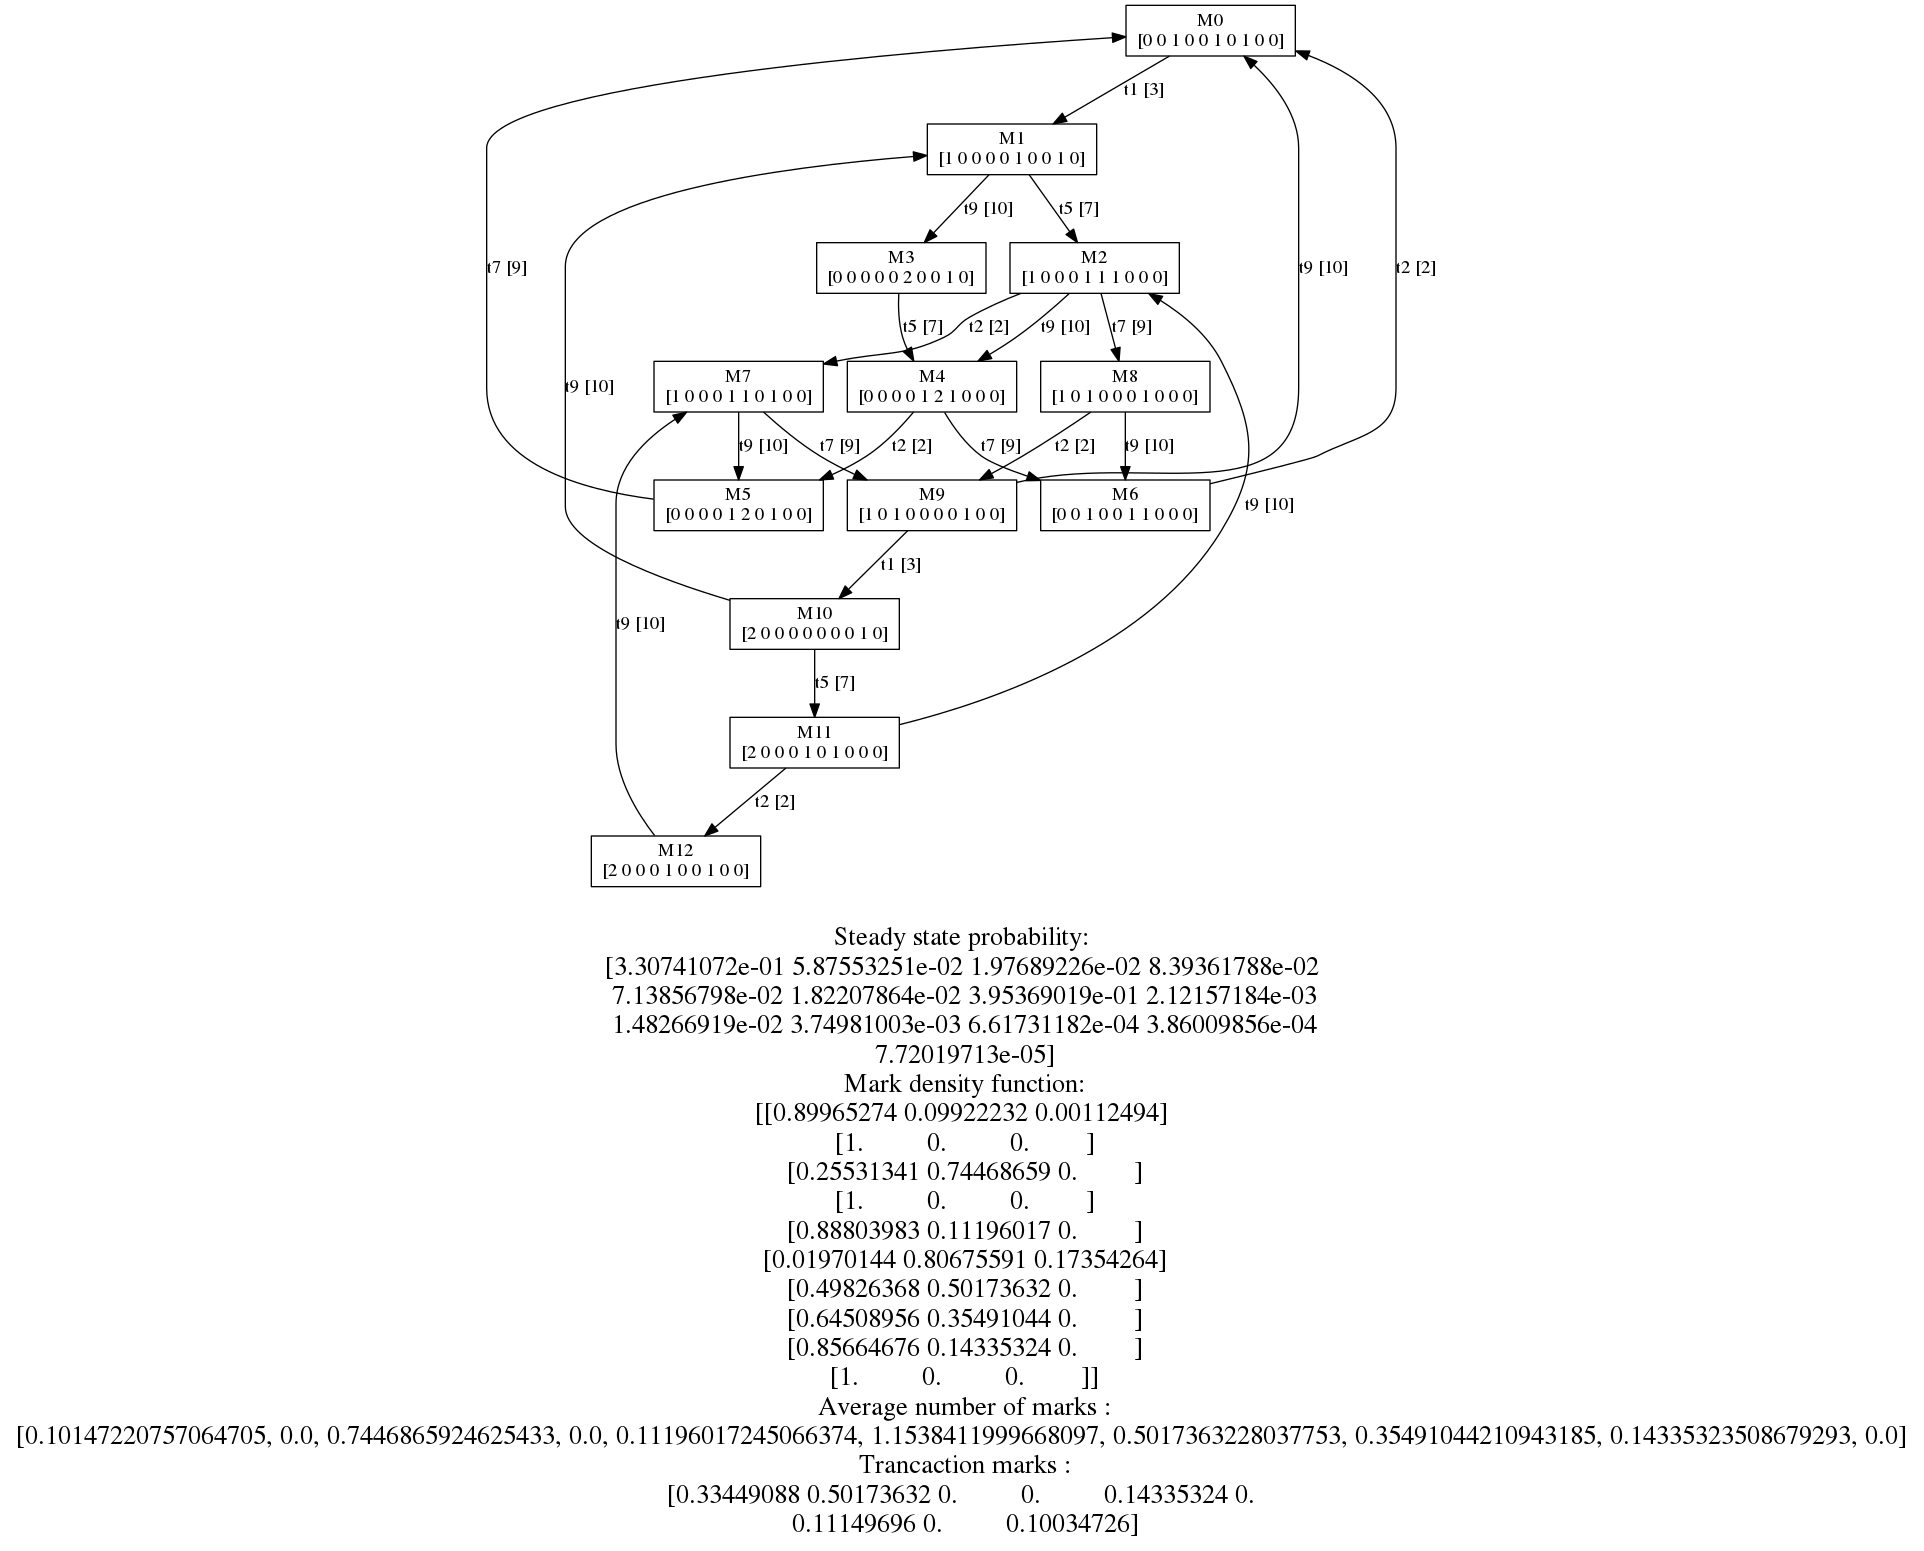 M0
[0 0 1 0 0 1 0 1 0 0]
t1 [3]
M1
[1 0 0 0 0 1 0 0 1 0]
t9 [10]
t5 [7]
M3
[0 0 0 0 0 2 0 0 1 0]
M2
[1 0 0 0 1 1 1 0 0 0]
t7 [9]
t9 [10]
t2 [2]
t5 [7]
t2 [2]
t9 [10]
t7 [9]
M7
[1 0 0 0 1 1 0 1 0 0]
M4
[0 0 0 0 1 2 1 0 0 0]
M8
[1 0 1 0 0 0 1 0 0 0]
t9 [10]
t9 [10]
t7 [9]
t2 [2]
t7 [9]
t2 [2]
t9 [10]
M5
[0 0 0 0 1 2 0 1 0 0]
M9
[1 0 1 0 0 0 0 1 0 0]
M6
[0 0 1 0 0 1 1 0 0 0]
t9 [10]
t1 [3]
M10
[2 0 0 0 0 0 0 0 1 0]
t9 [10]
t5 [7]
M11
[2 0 0 0 1 0 1 0 0 0]
t2 [2]
M12
[2 0 0 0 1 0 0 1 0 0]
Steady state probability:
[3.30741072e-01 5.87553251e-02 1.97689226e-02 8.39361788e-02
7.13856798e-02 1.82207864e-02 3.95369019e-01 2.12157184e-03
1.48266919e-02 3.74981003e-03 6.61731182e-04 3.86009856e-04
7.72019713e-05]
Mark density function:
[[0.89965274 0.09922232 0.00112494]
[1. 0. 0. ]
[0.25531341 0.74468659 0. ]
[1. 0. 0. ]
[0.88803983 0.11196017 0. ]
[0.01970144 0.80675591 0.17354264]
[0.49826368 0.50173632 0. ]
[0.64508956 0.35491044 0. ]
[0.85664676 0.14335324 0. ]
[1. 0. 0. ]]
Average number of marks :
[0.10147220757064705, 0.0, 0.7446865924625433, 0.0, 0.11196017245066374, 1.1538411999668097, 0.5017363228037753, 0.35491044210943185, 0.14335323508679293, 0.0]
Trancaction marks :
[0.33449088 0.50173632 0. 0. 0.14335324 0.
0.11149696 0. 0.10034726]